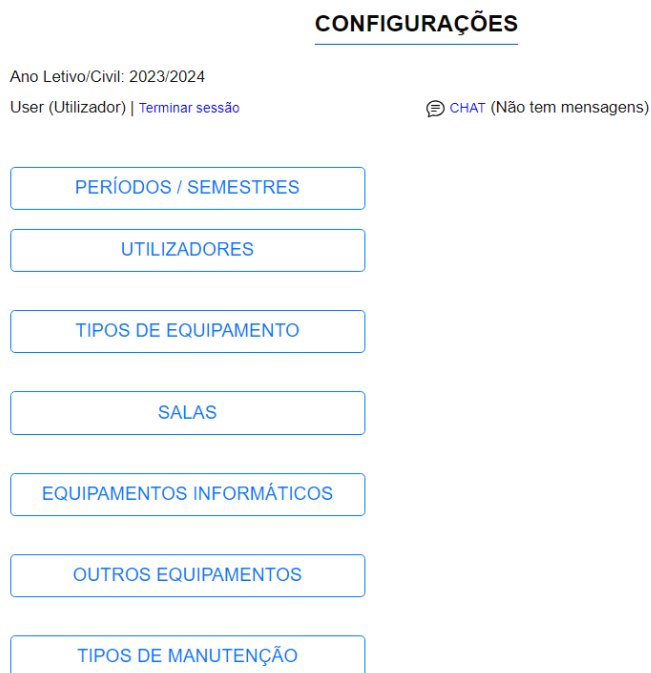 CONFIGURAÇÕES
Ano Letivo/Civil: 2023/2024
User (Utilizador) | Terminar sessão
CHAT (Não tem mensagens)
PERÍODOS / SEMESTRES
UTILIZADORES
TIPOS DE EQUIPAMENTO
SALAS
EQUIPAMENTOS INFORMÁTICOS
OUTROS EQUIPAMENTOS
TIPOS DE MANUTENÇÃO